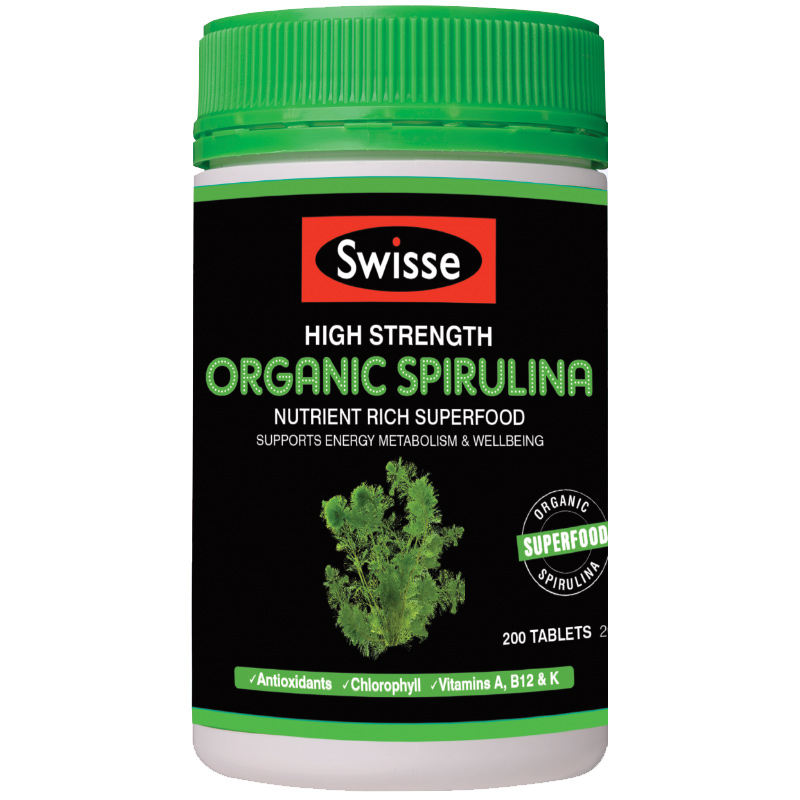 Swisse
HIGH STRENGTH
ORGANIC SPIRULINA
NUTRIENT RICH SUPERFOOD
SUPPORTS ENERGY METABOLISM & WELLBEING
ORGANIC
SUPERFOOD
SPIRULINA
200 TABLETS
✓Antioxidants ✓Chlorophyll ✓Vitamins A, B12 & K